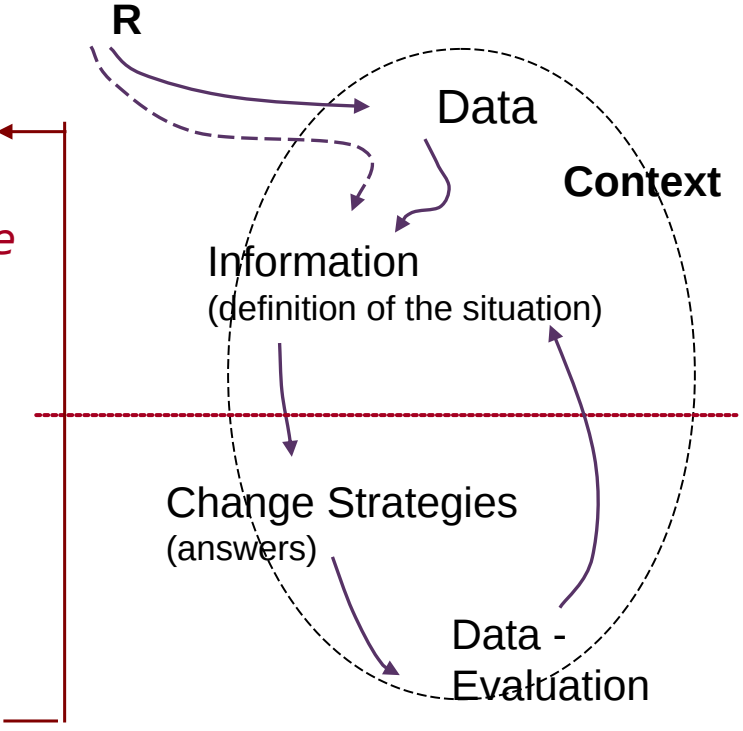 R
Data
Context
e
Information
(definition of the situation)
Change Strategies
(answers)
Data -
Evaluation